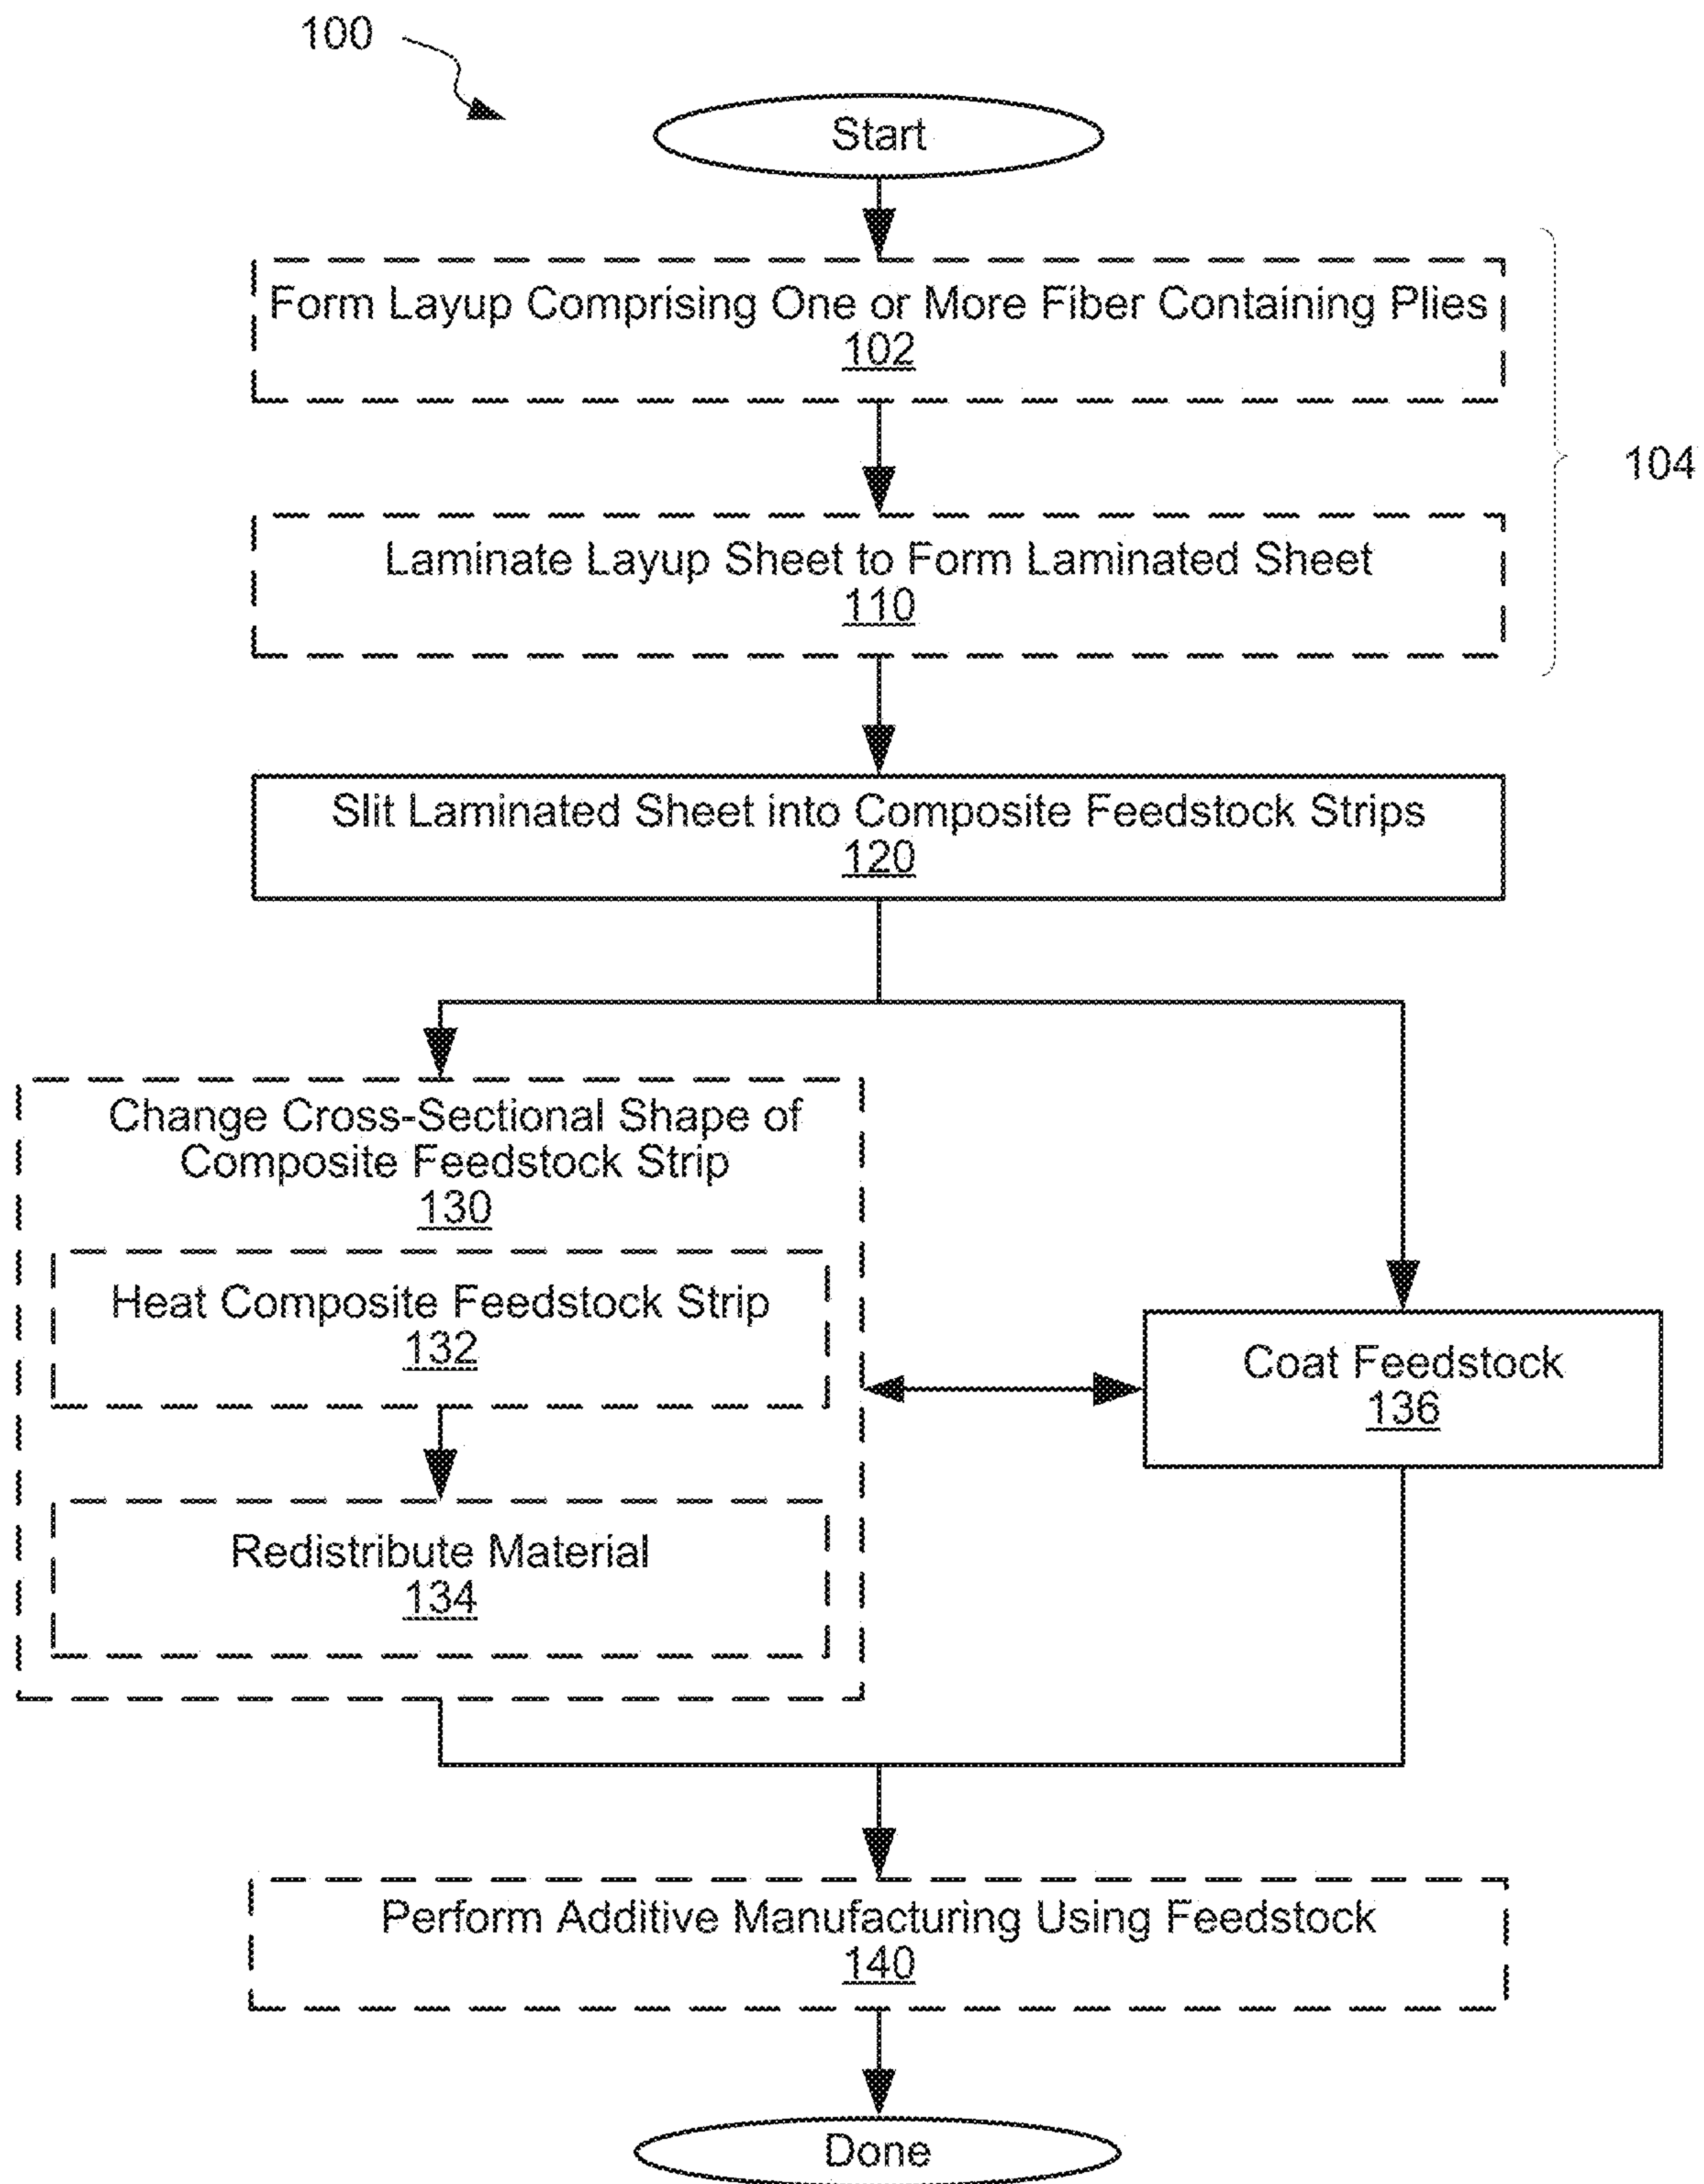 100
Start
Form Layup Comprising One or More Fiber Containing Plies
102
104
Laminate Layup Sheet to Form Laminated Sheet
110
Slit Laminated Sheet into Composite Feedstock Strips
120
Change Cross-Sectional Shape of
Composite Feedstock Strip
130
Heat Composite Feedstock Strip
132
Coat Feedstock
136
Redistribute Material
134
Perform Additive Manufacturing Using Feedstock
140
Done